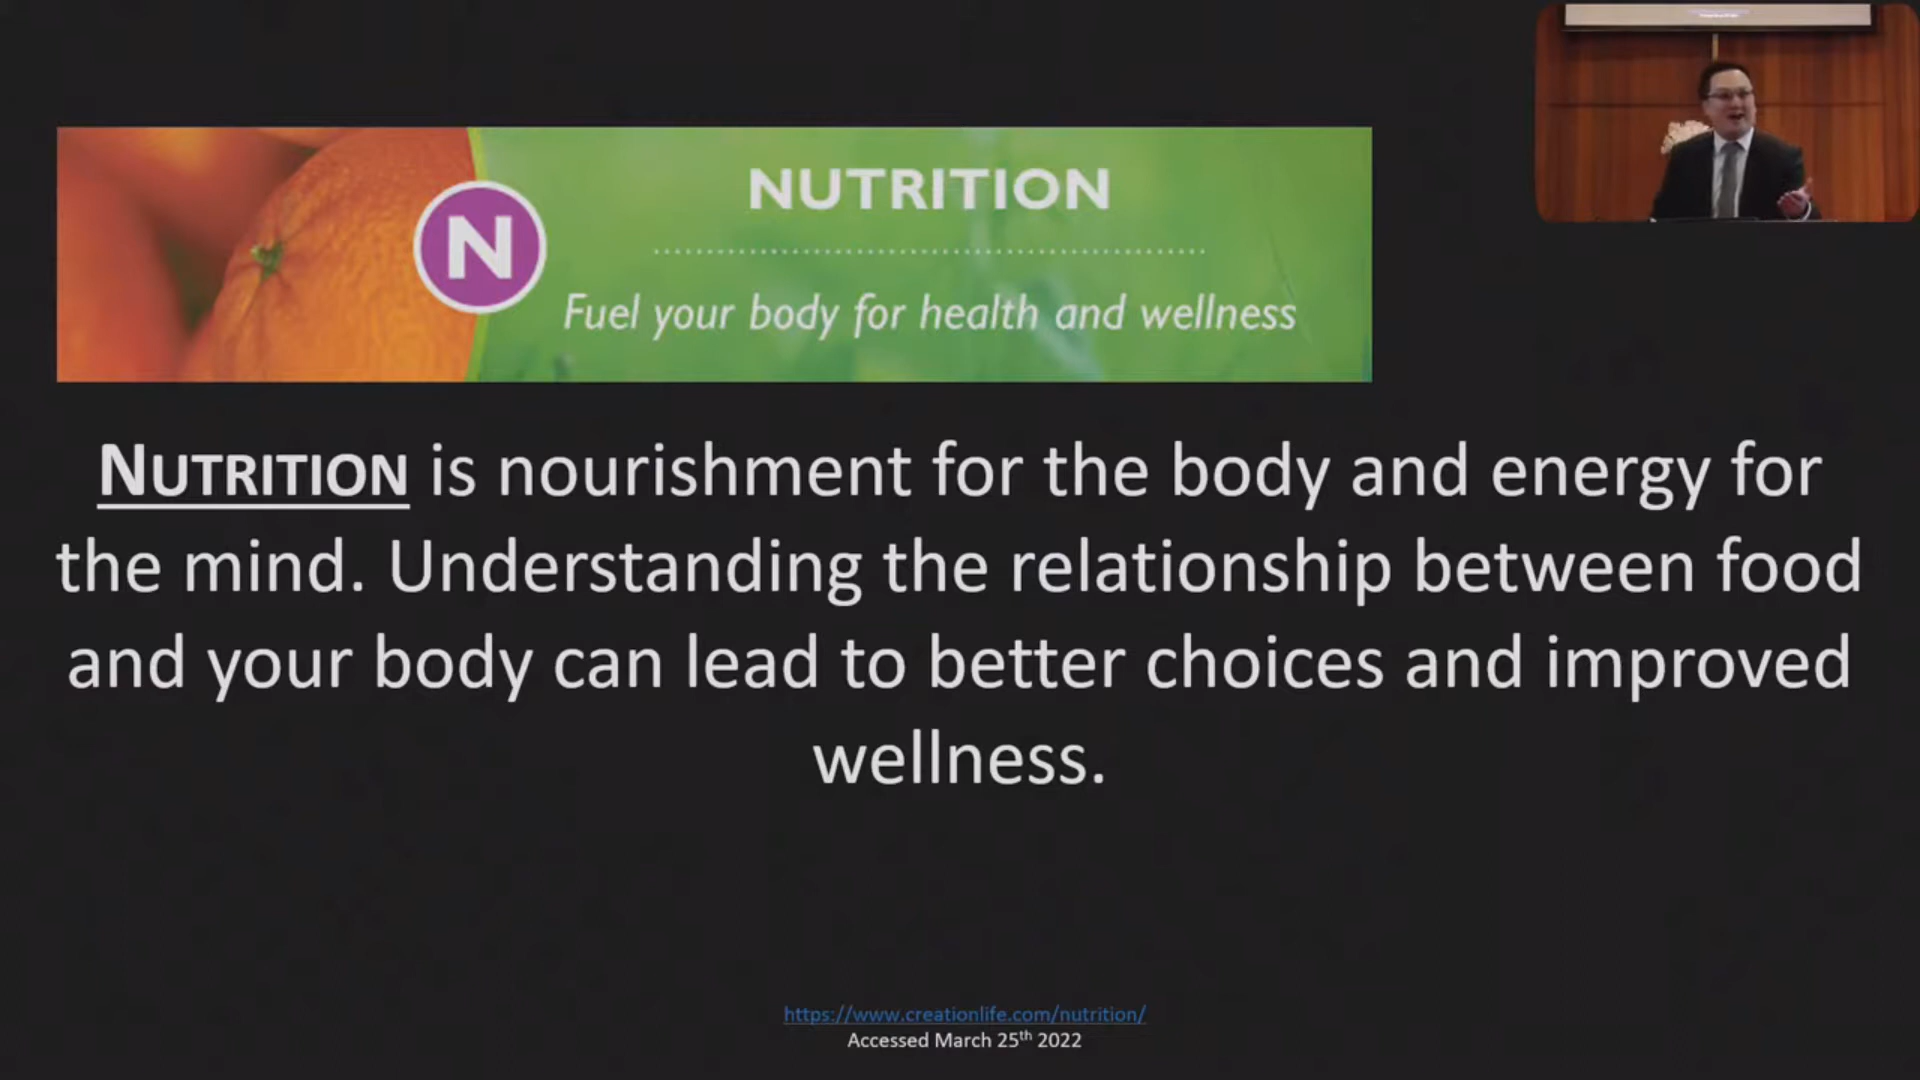 NUTRITION
N
Fuel your body for health and wellness
NUTRITION is nourishment for the body and energy for
the mind. Understanding the relationship between food
and your body can lead to better choices and improved
wellness.
https://www.creationlife.com/nutrition/
Accessed March 25th 2022